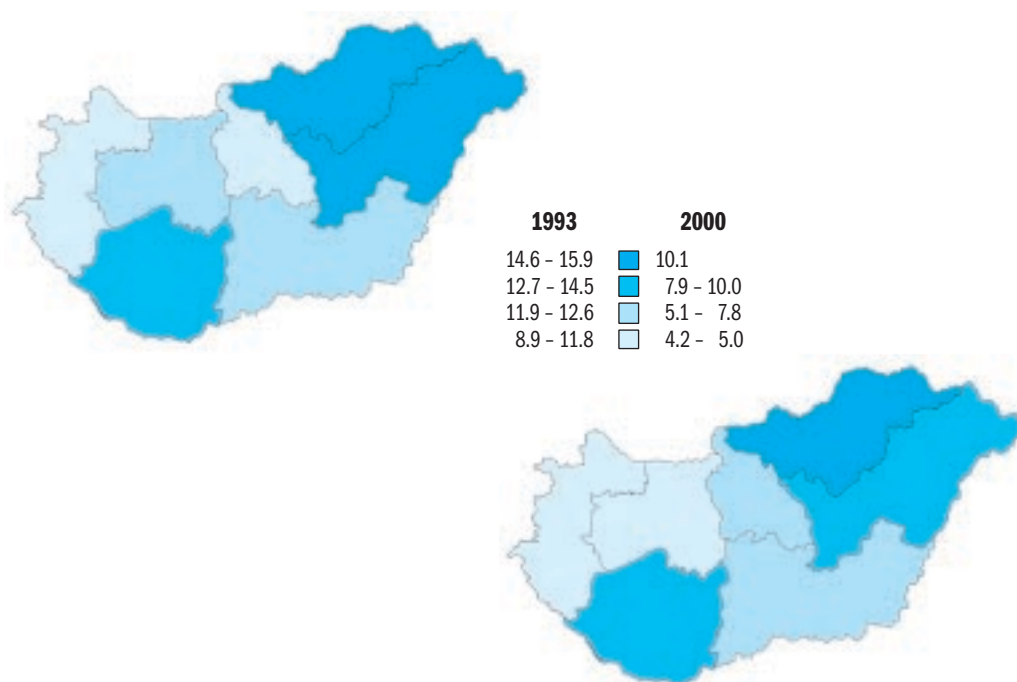 1993 2000
14.6 – 15.9 10.1
12.7 – 14.5 7.9 – 10.0
11.9 – 12.6 5.1 – 7.8
8.9 – 11.8 4.2 – 5.0